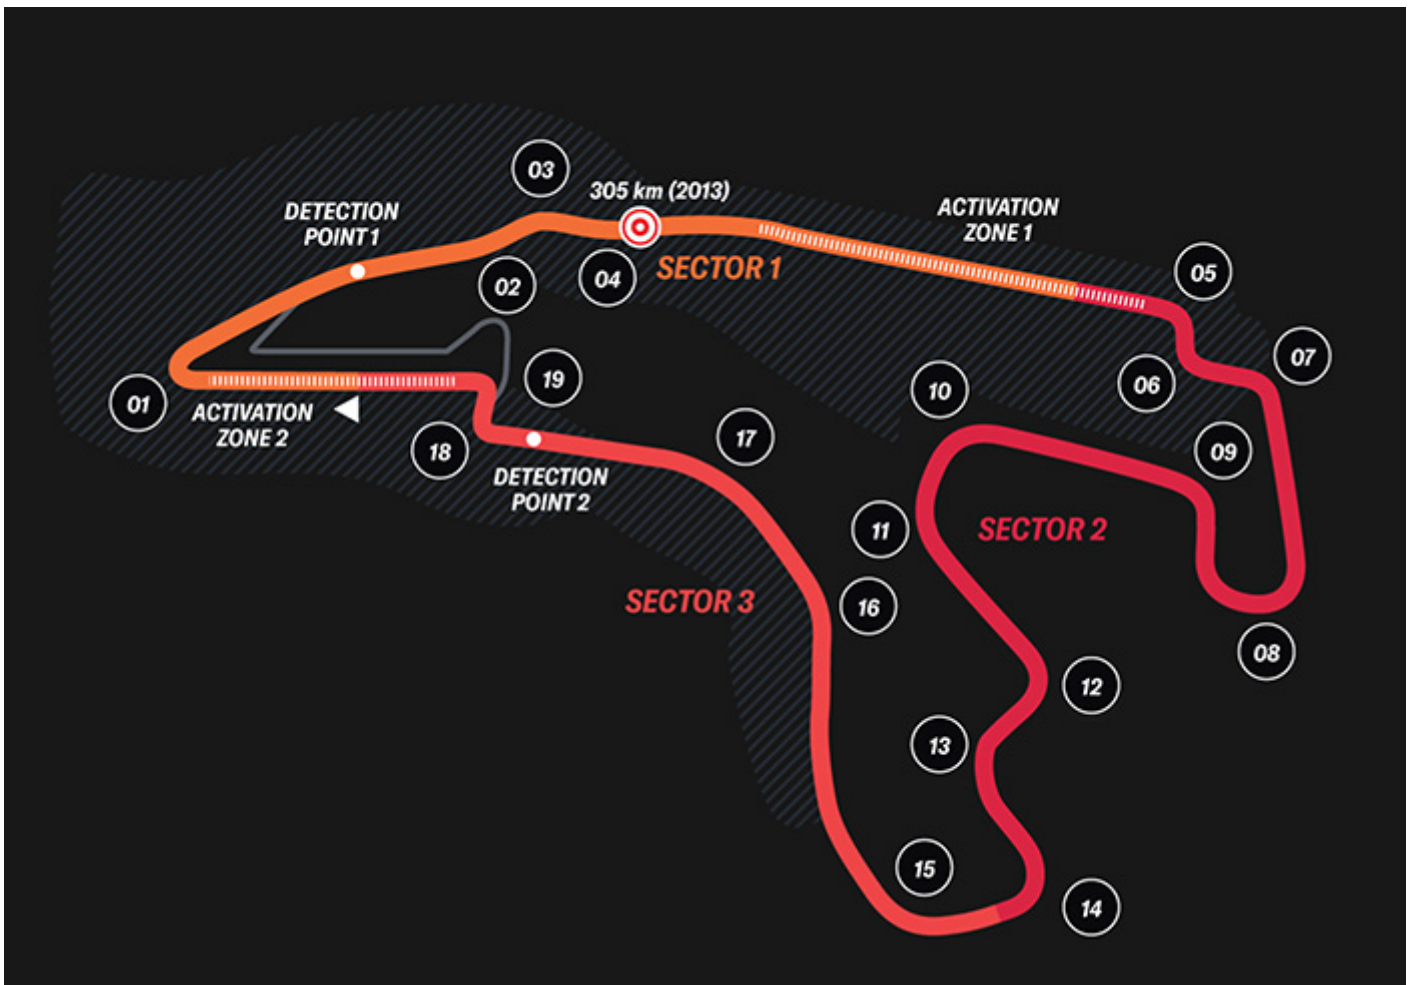 03
305 km (2013)
DETECTION
POINT 1
ACTIVATION
ZONE 1
02
04
SECTOR 1
05
07
06
01
ACTIVATION
ZONE 2
19
18
DETECTION
POINT 2
17
10
09
11
SECTOR 2
SECTOR 3
16
08
12
13
15
14